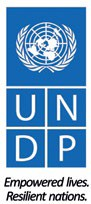 U N
D P
Empowered lives.
Resilient nations.